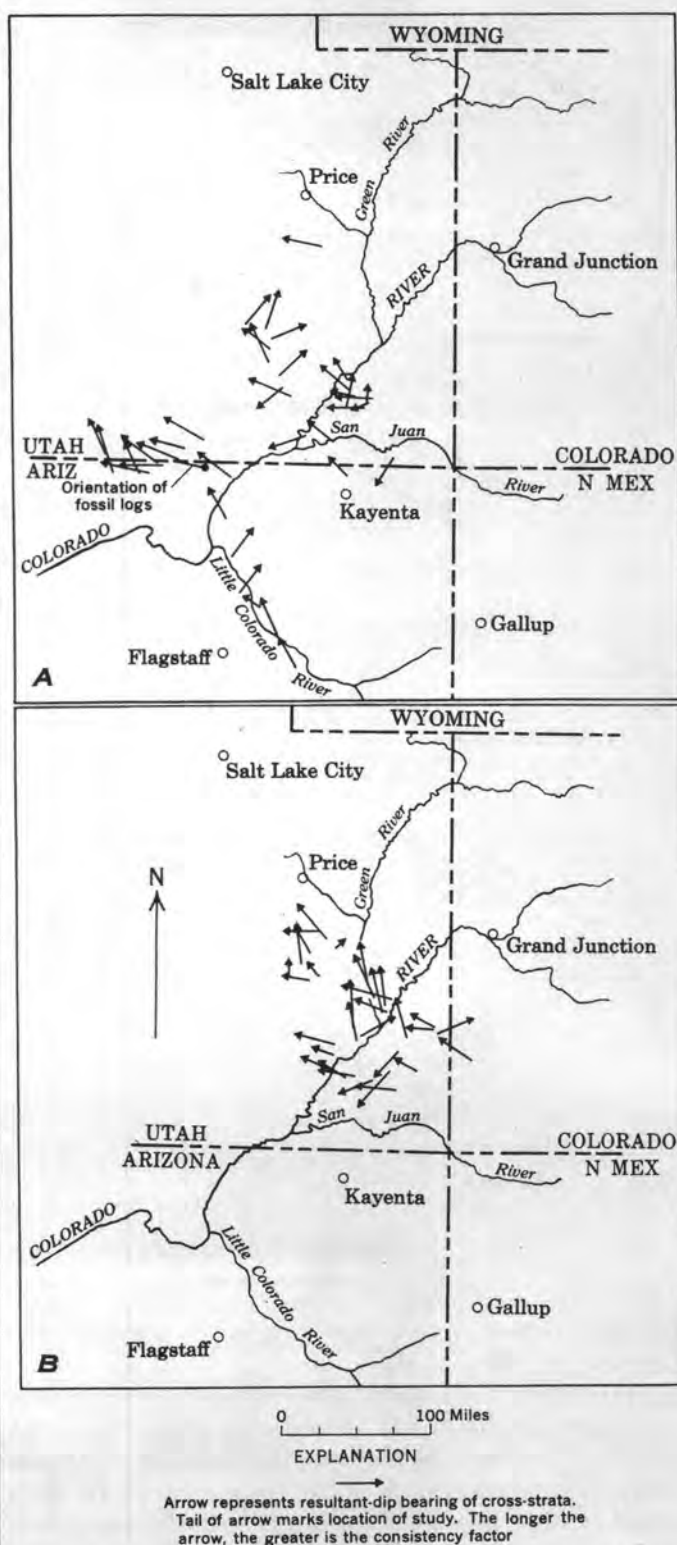 WYOMING
Salt Lake City
Green River
Price
Grand Junction
RIVER
San Juan River
UTAH
ARIZ
COLORADO
N MEX
Orientation of
fossil logs
Kayenta
COLORADO
Little Colorado River
Gallup
Flagstaff
A
WYOMING
Salt Lake City
Green River
Price
N
RIVER
Grand Junction
San Juan River
UTAH
ARIZONA
COLORADO
N MEX
Kayenta
COLORADO
Little Colorado River
Gallup
Flagstaff
B
0 100 Miles
EXPLANATION
Arrow represents resultant-dip bearing of cross-strata.
Tail of arrow marks location of study. The longer the
arrow, the greater is the consistency factor